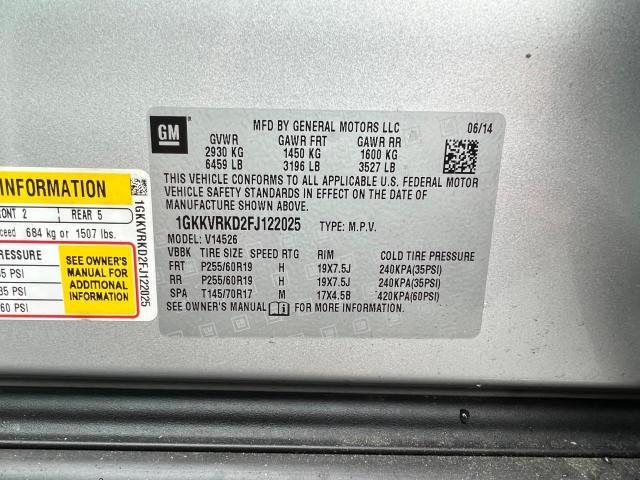 GM
MFD BY GENERAL MOTORS LLC 06/14
GVWR GAWR FRT GAWR RR
2930 KG 1450 KG 1600 KG
6459 LB 3196 LB 3527 LB
THIS VEHICLE CONFORMS TO ALL APPLICABLE U.S. FEDERAL MOTOR
VEHICLE SAFETY STANDARDS IN EFFECT ON THE DATE OF
MANUFACTURE SHOWN ABOVE.
1GKKVRKD2FJ122025 TYPE: M.P.V.
MODEL: V14526
VBBK TIRE SIZE SPEED RTG RIM COLD TIRE PRESSURE
FRT P255/60R19 H 19X7.5J 240KPA(35PSI)
RR P255/60R19 H 19X7.5J 240KPA(35PSI)
SPA T145/70R17 M 17X4.5B 420KPA(60PSI)
SEE OWNER'S MANUAL FOR MORE INFORMATION.
INFORMATION
RONT 2 REAR 5
exceed 684 kg or 1507 lbs.
PRESSURE
5 PSI
35 PSI
60 PSI
SEE OWNER'S
MANUAL FOR
ADDITIONAL
INFORMATION
1GKKVRKD2FJ122025